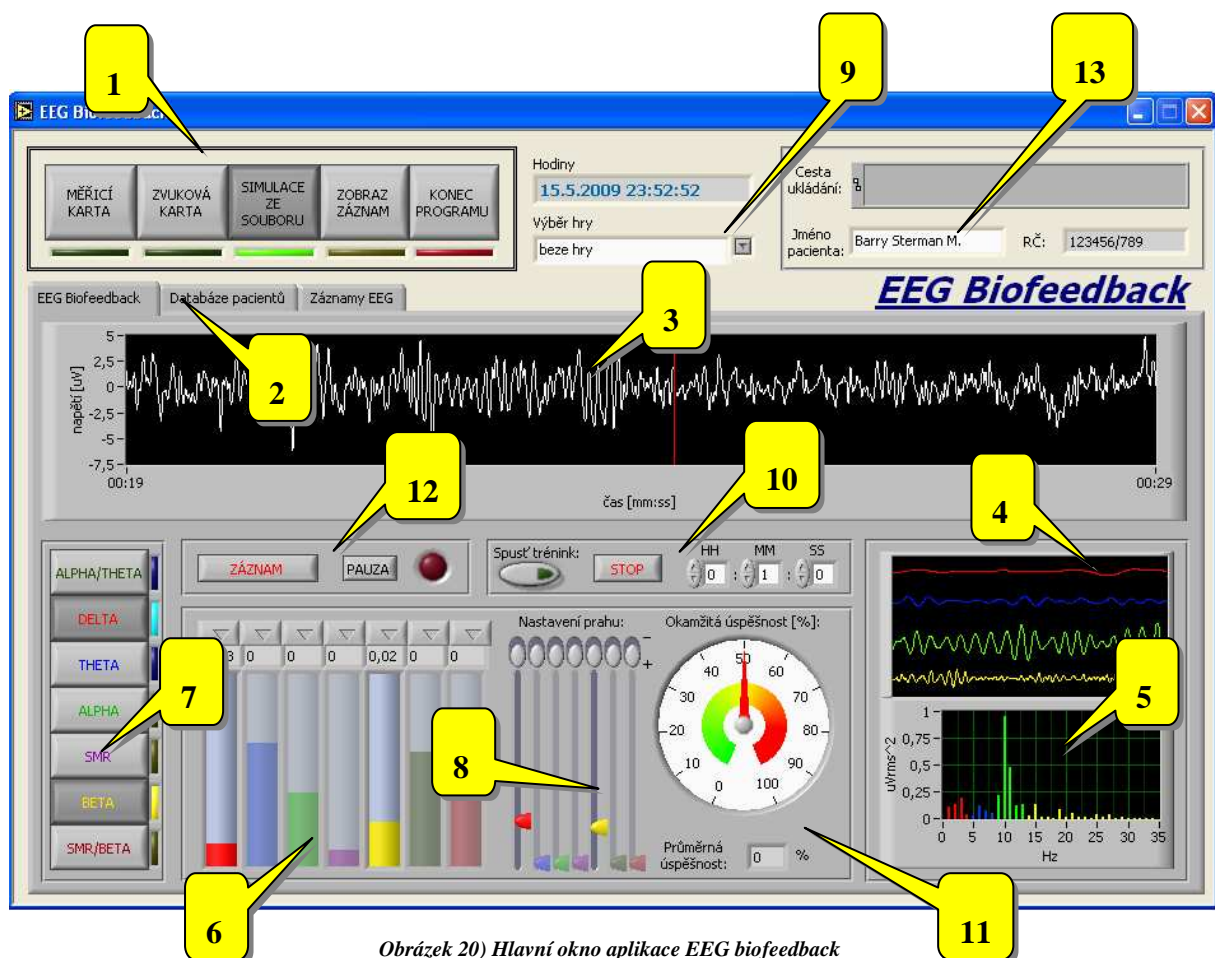 1
9
13
EEG
MĚŘICÍ KARTA
ZVUKOVÁ KARTA
SIMULACE ZE SOUBORU
ZOBRAZ ZÁZNAM
KONEC PROGRAMU
Hodiny
15.5.2009 23:52:52
Výběr hry
beze hry
Cesta ukládání:
Jméno pacienta:
Barry Sterman M.
RČ:
123456/789
EEG Biofeedback
Databáze pacientů
Záznamy EEG
EEG Biofeedback
2
3
napětí [uV]
5
2,5
0
-2,5
-5
-7,5
00:19
00:29
čas [mm:ss]
12
10
4
ALPHA/THETA
DELTA
THETA
ALPHA
SMR
BETA
SMR/BETA
7
ZÁZNAM
PAUZA
Spusť trénink:
STOP
HH
MM
SS
0 : 1 : 0
3 0 0 0 0,02 0 0
6
Nastavení prahu:
−
+
8
Okamžitá úspěšnost [%]:
0 10 20 30 40 50 60 70 80 90 100
Průměrná úspěšnost:
0 %
11
5
uVrms^2
1
0,75
0,5
0,25
0
0 5 10 15 20 25 30 35
Hz
Obrázek 20) Hlavní okno aplikace EEG biofeedback